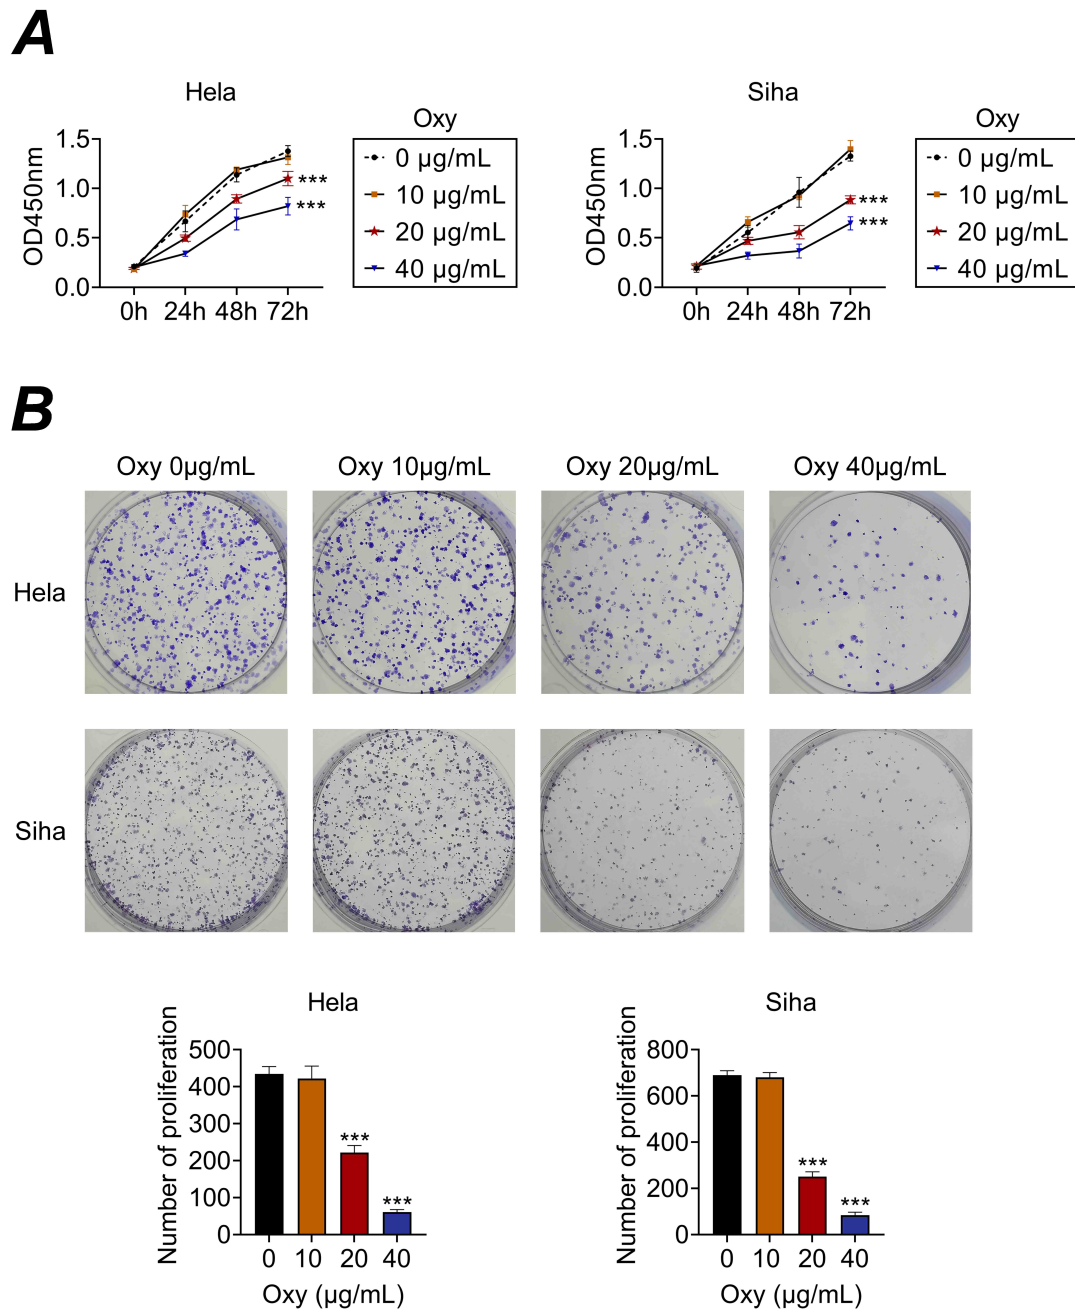 A
Hela
OD450nm
1.5
1.0
0.5
0.0
0h 24h 48h 72h
***
***
Oxy
0 µg/mL
10 µg/mL
20 µg/mL
40 µg/mL
Siha
OD450nm
1.5
1.0
0.5
0.0
0h 24h 48h 72h
***
***
Oxy
0 µg/mL
10 µg/mL
20 µg/mL
40 µg/mL
B
Oxy 0µg/mL Oxy 10µg/mL Oxy 20µg/mL Oxy 40µg/mL
Hela
Siha
Hela
Number of proliferation
500
400
300
200
100
0
***
***
0 10 20 40
Oxy (µg/mL)
Siha
Number of proliferation
800
600
400
200
0
***
***
0 10 20 40
Oxy (µg/mL)